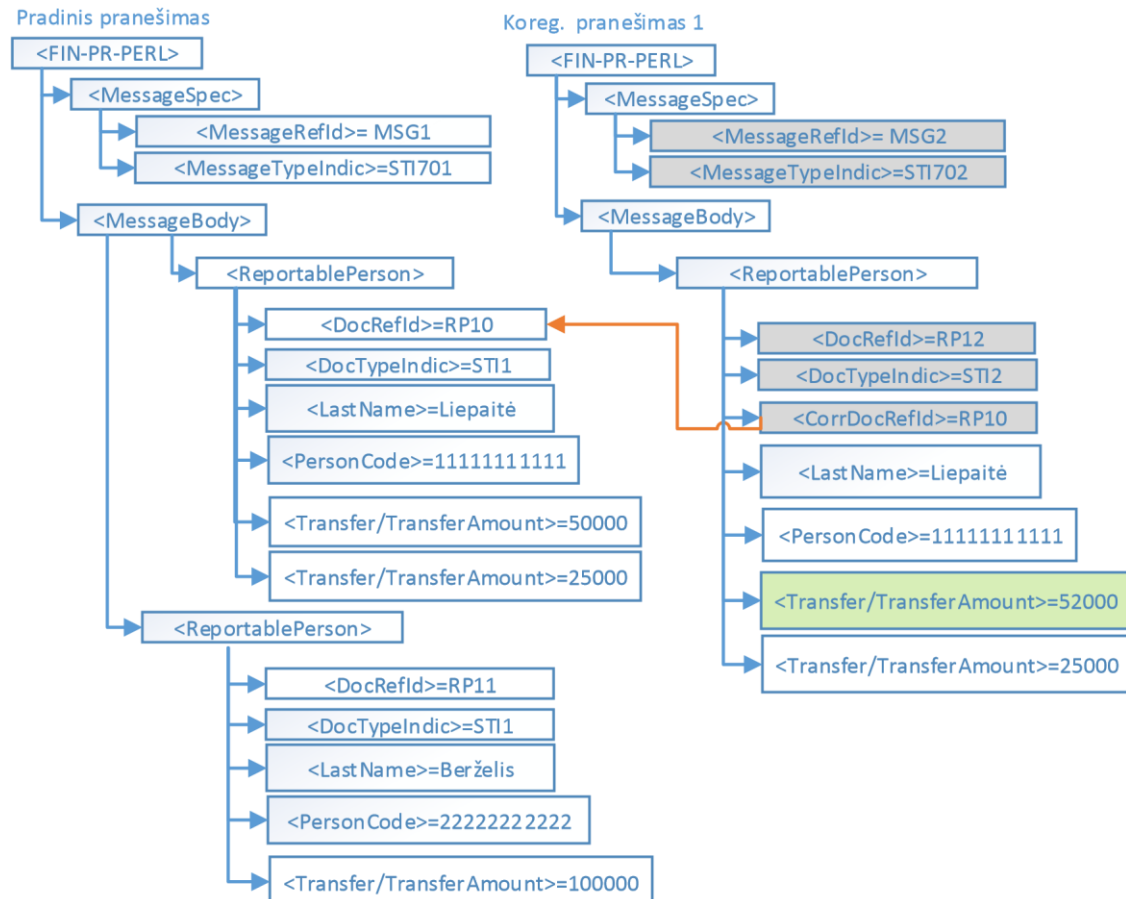 Pradinis pranešimas
<FIN-PR-PERL>
<MessageSpec>
<MessageRefId>= MSG1
<MessageTypeIndic>=STI701
<MessageBody>
<ReportablePerson>
<DocRefId>=RP10
<DocTypeIndic>=STI1
<LastName>=Liepaitė
<PersonCode>=11111111111
<Transfer/TransferAmount>=50000
<Transfer/TransferAmount>=25000
<ReportablePerson>
<DocRefId>=RP11
<DocTypeIndic>=STI1
<LastName>=Berželis
<PersonCode>=22222222222
<Transfer/TransferAmount>=100000
Koreg. pranešimas 1
<FIN-PR-PERL>
<MessageSpec>
<MessageRefId>= MSG2
<MessageTypeIndic>=STI702
<MessageBody>
<ReportablePerson>
<DocRefId>=RP12
<DocTypeIndic>=STI2
<CorrDocRefId>=RP10
<LastName>=Liepaitė
<PersonCode>=11111111111
<Transfer/TransferAmount>=52000
<Transfer/TransferAmount>=25000